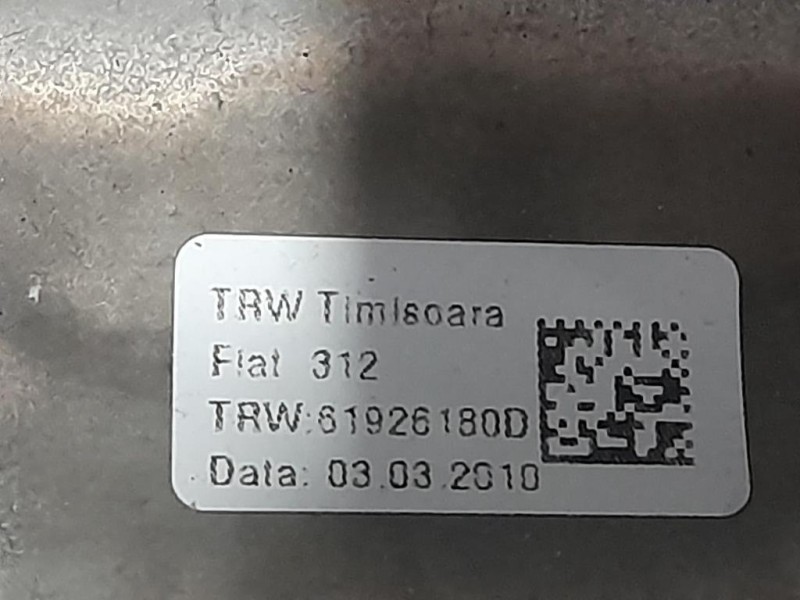 TRW Timisoara
Fiat 312
TRW:61926180D
Data: 03.03.2010